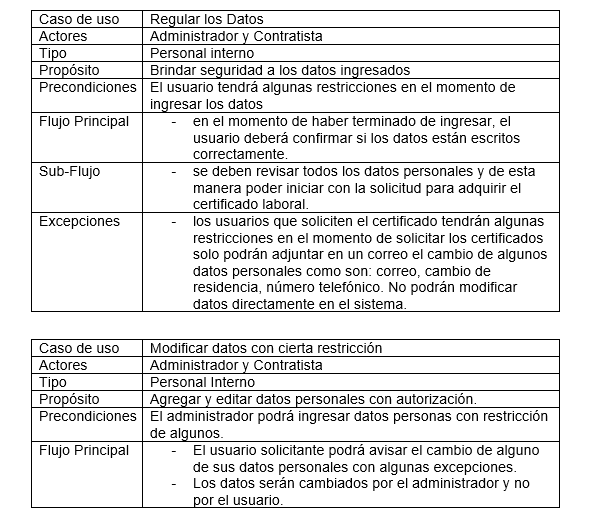 Caso de uso Regular los Datos
Actores Administrador y Contratista
Tipo Personal interno
Propósito Brindar seguridad a los datos ingresados
Precondiciones El usuario tendrá algunas restricciones en el momento de
ingresar los datos
Flujo Principal - en el momento de haber terminado de ingresar, el
usuario deberá confirmar si los datos están escritos
correctamente.
Sub-Flujo - se deben revisar todos los datos personales y de esta
manera poder iniciar con la solicitud para adquirir el
certificado laboral.
Excepciones - los usuarios que soliciten el certificado tendrán algunas
restricciones en el momento de solicitar los certificados
solo podrán adjuntar en un correo el cambio de algunos
datos personales como son: correo, cambio de
residencia, número telefónico. No podrán modificar
datos directamente en el sistema.
Caso de uso Modificar datos con cierta restricción
Actores Administrador y Contratista
Tipo Personal Interno
Propósito Agregar y editar datos personales con autorización.
Precondiciones El administrador podrá ingresar datos personas con restricción
de algunos.
Flujo Principal - El usuario solicitante podrá avisar el cambio de alguno
de sus datos personales con algunas excepciones.
- Los datos serán cambiados por el administrador y no
por el usuario.